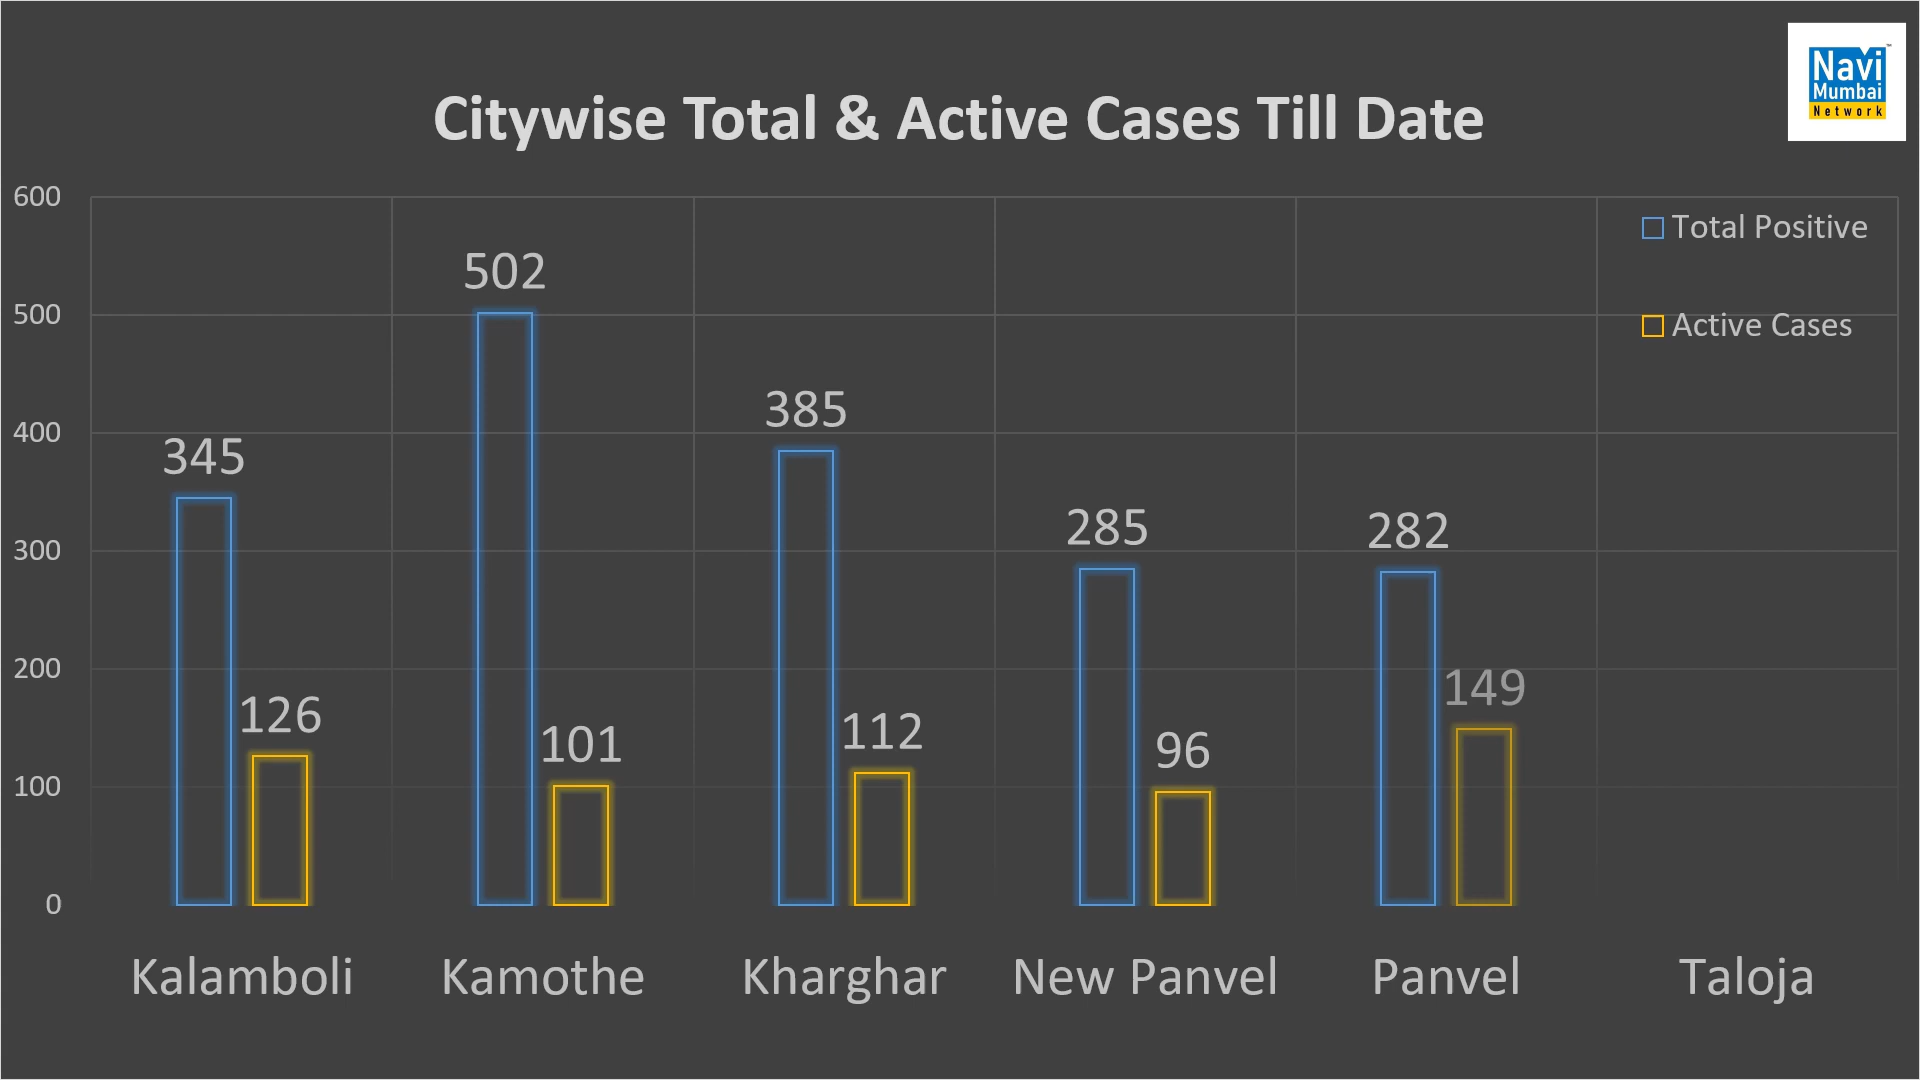 Navi
Mumbai
Network
™
Citywise Total & Active Cases Till Date
600
500
400
300
200
100
0
Total Positive
Active Cases
502
385
345
285
282
149
126
101
112
96
Kalamboli
Kamothe
Kharghar
New Panvel
Panvel
Taloja